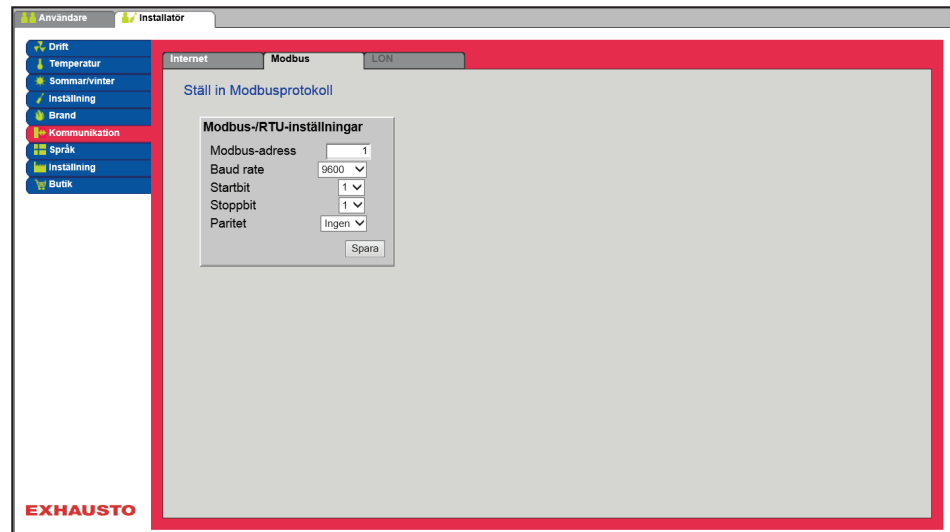 Användare Installatör
Drift
Temperatur
Sommar/vinter
Inställning
Brand
Kommunikation
Språk
Inställning
Butik
Internet Modbus LON
Ställ in Modbusprotokoll
Modbus-/RTU-inställningar
Modbus-adress 1
Baud rate 9600
Startbit 1
Stoppbit 1
Paritet Ingen
Spara
EXHAUSTO